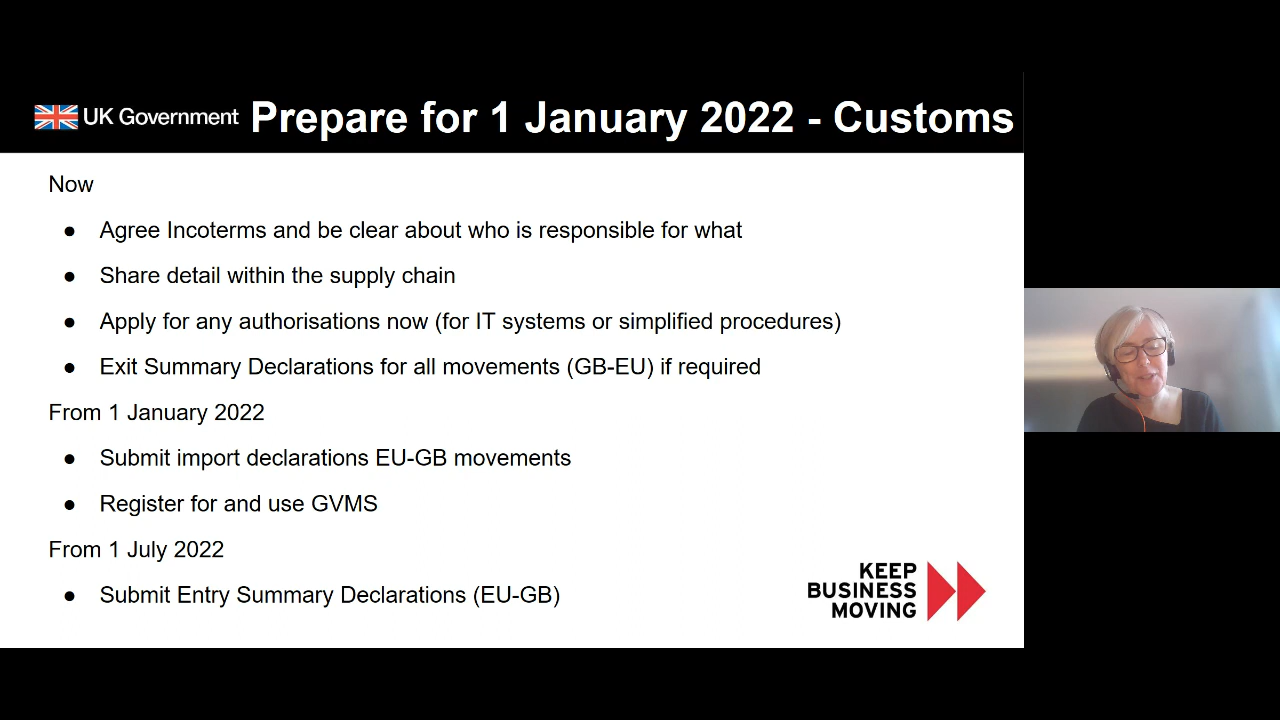 UK Government
Prepare for 1 January 2022 - Customs
Now
● Agree Incoterms and be clear about who is responsible for what
● Share detail within the supply chain
● Apply for any authorisations now (for IT systems or simplified procedures)
● Exit Summary Declarations for all movements (GB-EU) if required
From 1 January 2022
● Submit import declarations EU-GB movements
● Register for and use GVMS
From 1 July 2022
● Submit Entry Summary Declarations (EU-GB)
KEEP
BUSINESS
MOVING